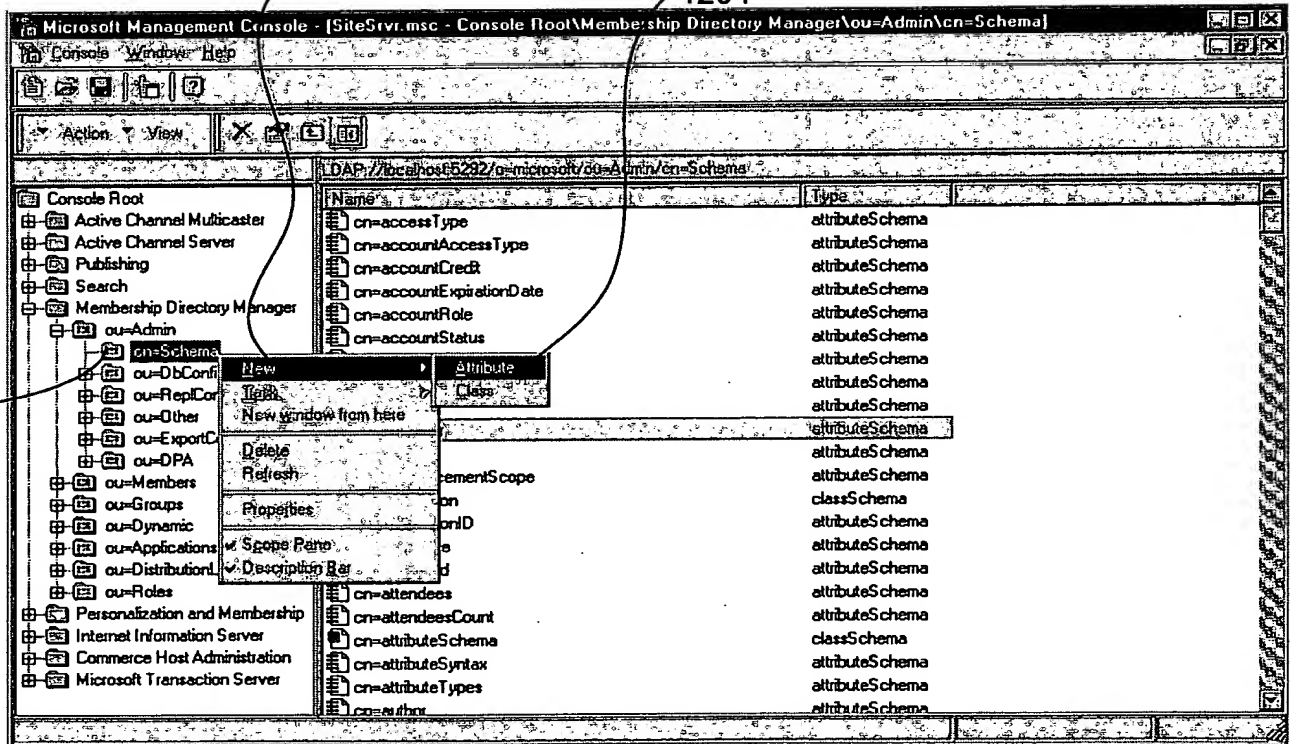 1204
Microsoft Management Console - [SiteSrvr.msc - Console Root\Membership Directory Manager\ou=Admin\cn=Schema]
Console Window Help
Action View
LDAP://localhost:5292/o=microsoft/ou=Admin/cn=Schema
Console Root
Active Channel Multicaster
Active Channel Server
Publishing
Search
Membership Directory Manager
ou=Admin
cn=Schema
ou=DbConfi
ou=ReplCon
ou=Other
ou=ExportC
ou=DPA
ou=Members
ou=Groups
ou=Dynamic
ou=Applications
ou=DistributionL
ou=Roles
Personalization and Membership
Internet Information Server
Commerce Host Administration
Microsoft Transaction Server
New
Task
New window from here
Delete
Refresh
Properties
Scope Pane
Description Bar
Attribute
Class
Name Type
cn=accessType attributeSchema
cn=accountAccessType attributeSchema
cn=accountCredit attributeSchema
cn=accountExpirationDate attributeSchema
cn=accountRole attributeSchema
cn=accountStatus attributeSchema
attributeSchema
attributeSchema
attributeSchema
attributeSchema
attributeSchema
cementScope attributeSchema
on classSchema
onID attributeSchema
s attributeSchema
d attributeSchema
cn=attendees attributeSchema
cn=attendeesCount attributeSchema
cn=attributeSchema classSchema
cn=attributeSyntax attributeSchema
cn=attributeTypes attributeSchema
cn=author attributeSchema